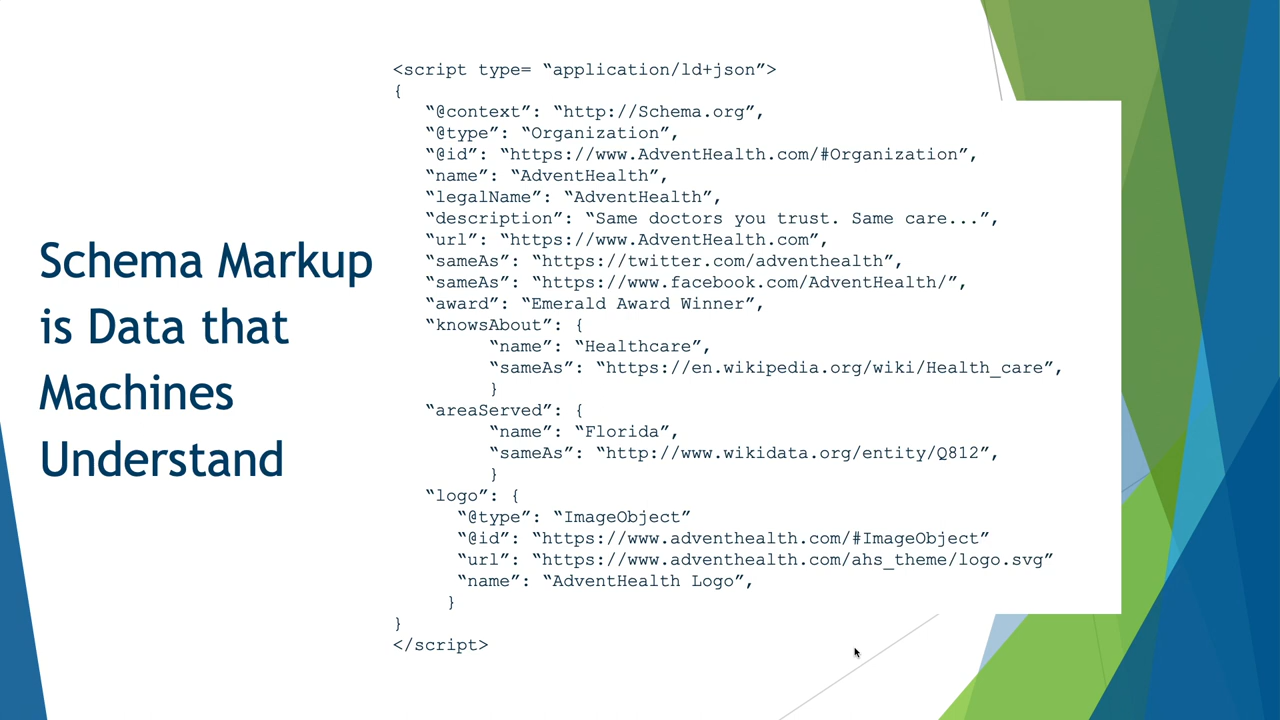 Schema Markup
is Data that
Machines
Understand
<script type= “application/ld+json”>
{
“@context”: “http://Schema.org”,
“@type”: “Organization”,
“@id”: “https://www.AdventHealth.com/#Organization”,
“name”: “AdventHealth”,
“legalName”: “AdventHealth”,
“description”: “Same doctors you trust. Same care...”,
“url”: “https://www.AdventHealth.com”,
“sameAs”: “https://twitter.com/adventhealth”,
“sameAs”: “https://www.facebook.com/AdventHealth/”,
“award”: “Emerald Award Winner”,
“knowsAbout”: {
“name”: “Healthcare”,
“sameAs”: “https://en.wikipedia.org/wiki/Health_care”,
}
“areaServed”: {
“name”: “Florida”,
“sameAs”: “http://www.wikidata.org/entity/Q812”,
}
“logo”: {
“@type”: “ImageObject”
“@id”: “https://www.adventhealth.com/#ImageObject”
“url”: “https://www.adventhealth.com/ahs_theme/logo.svg”
“name”: “AdventHealth Logo”,
}
}
</script>